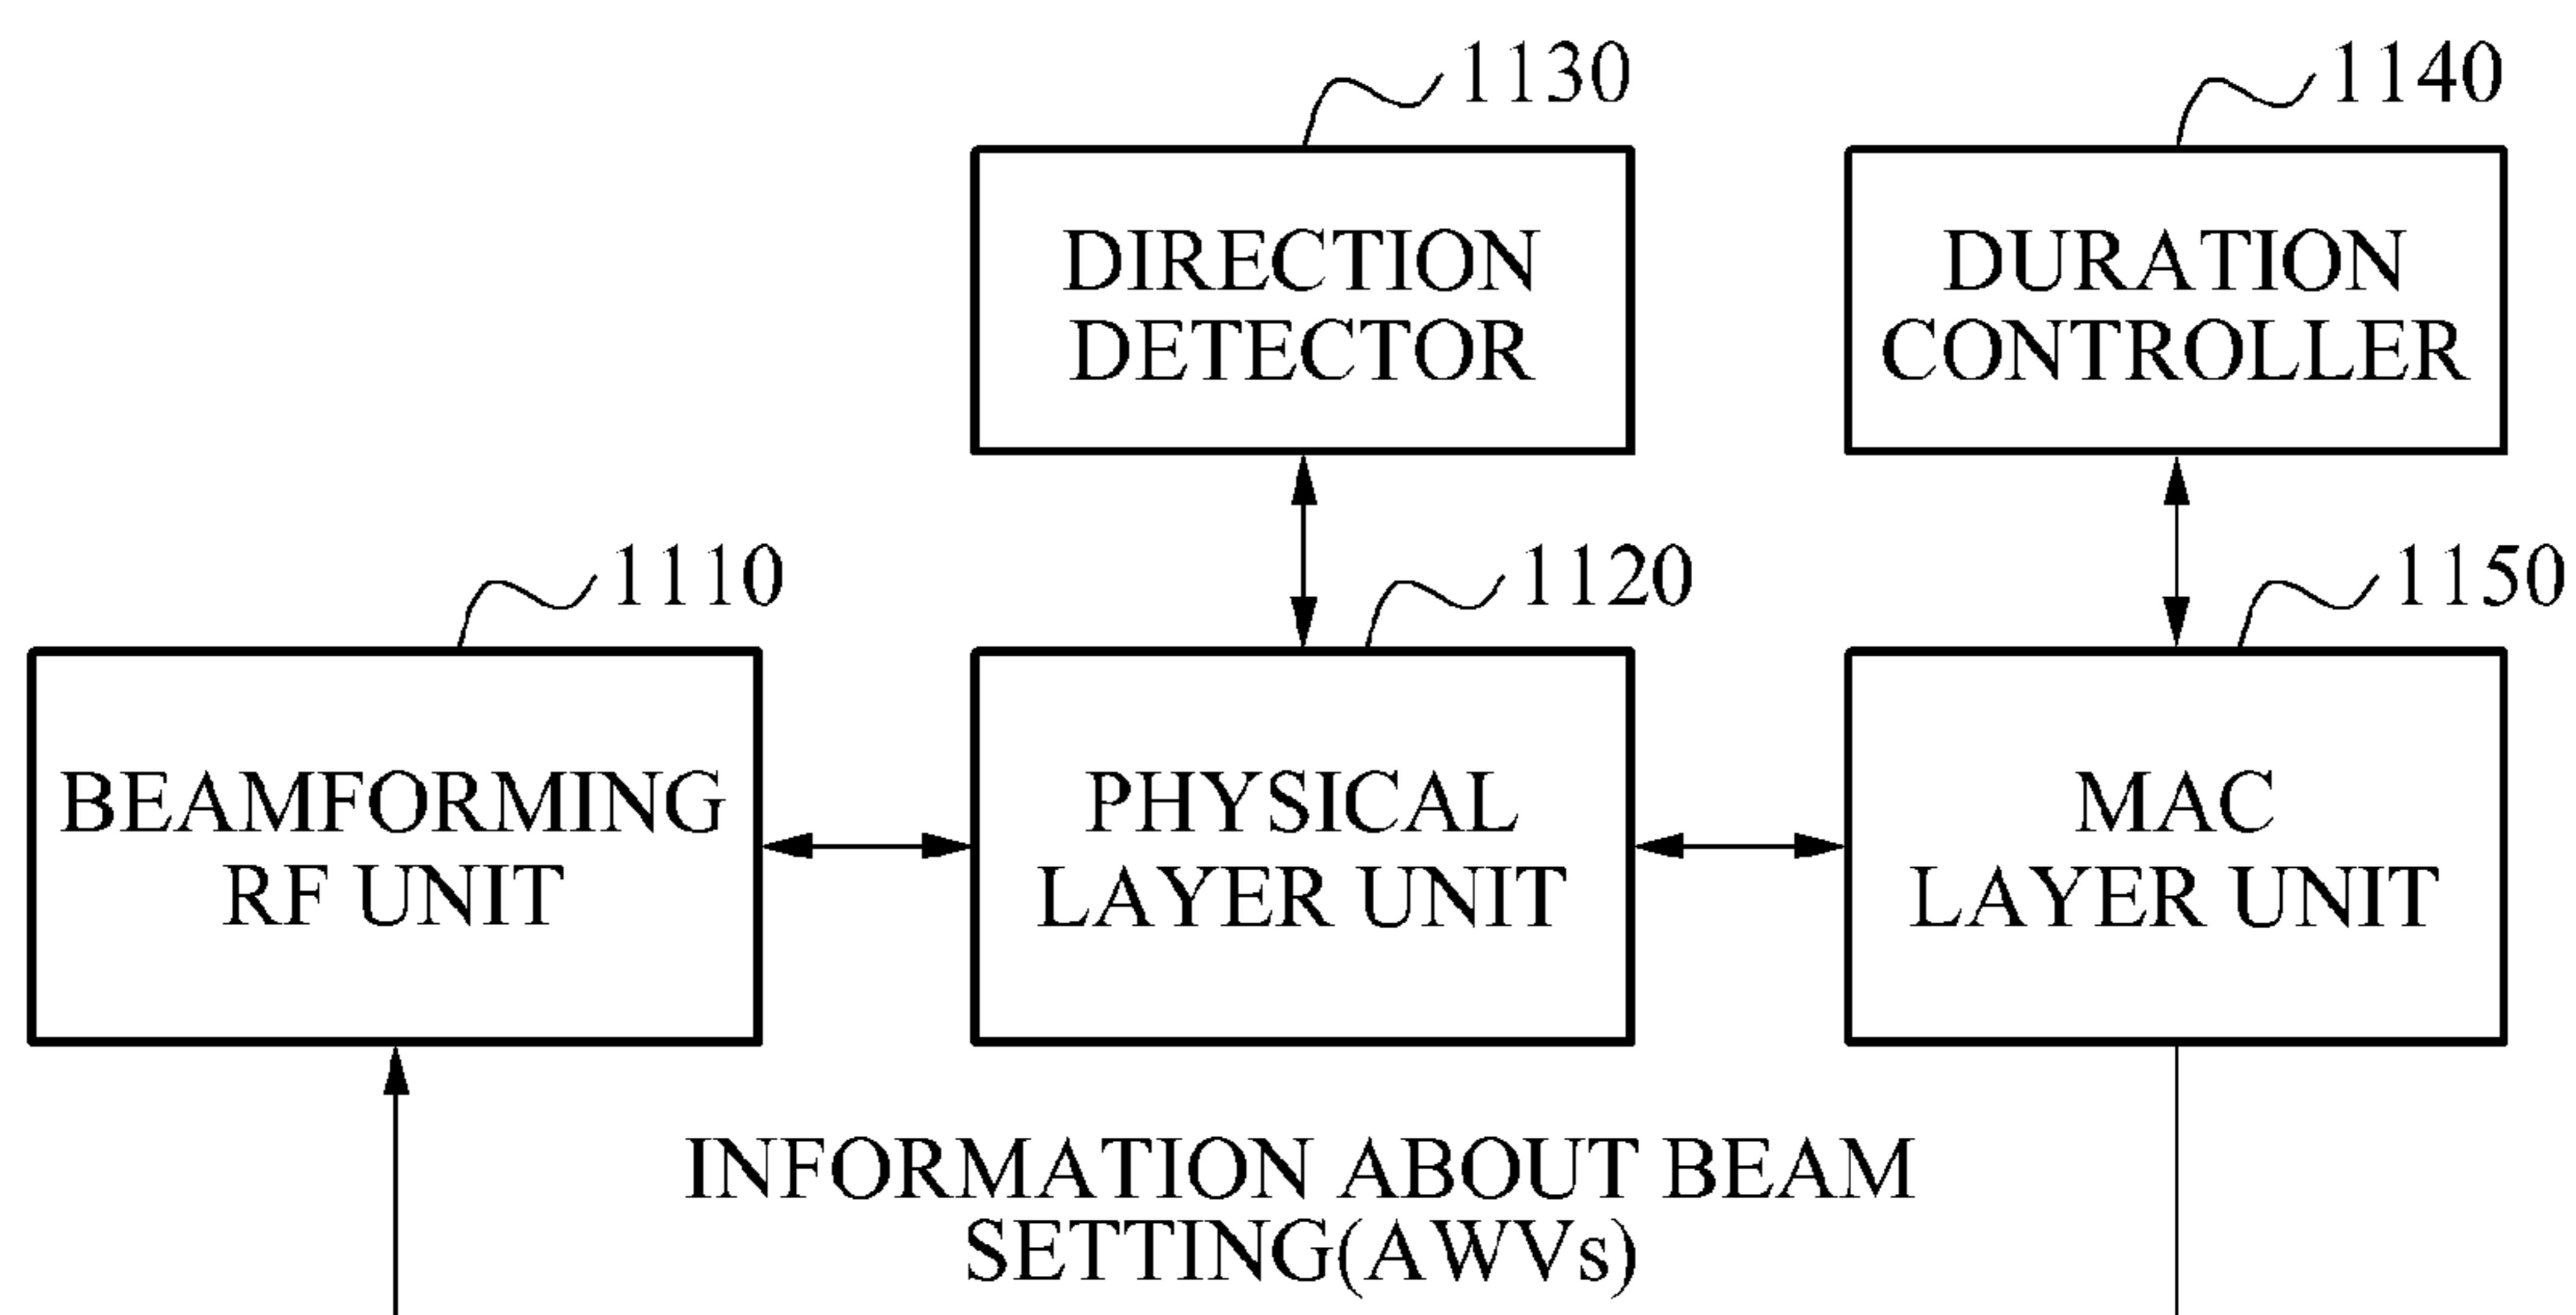 1130
1140
DIRECTION
DETECTOR
DURATION
CONTROLLER
1110
1120
1150
BEAMFORMING
RF UNIT
PHYSICAL
LAYER UNIT
MAC
LAYER UNIT
INFORMATION ABOUT BEAM
SETTING(AWVs)